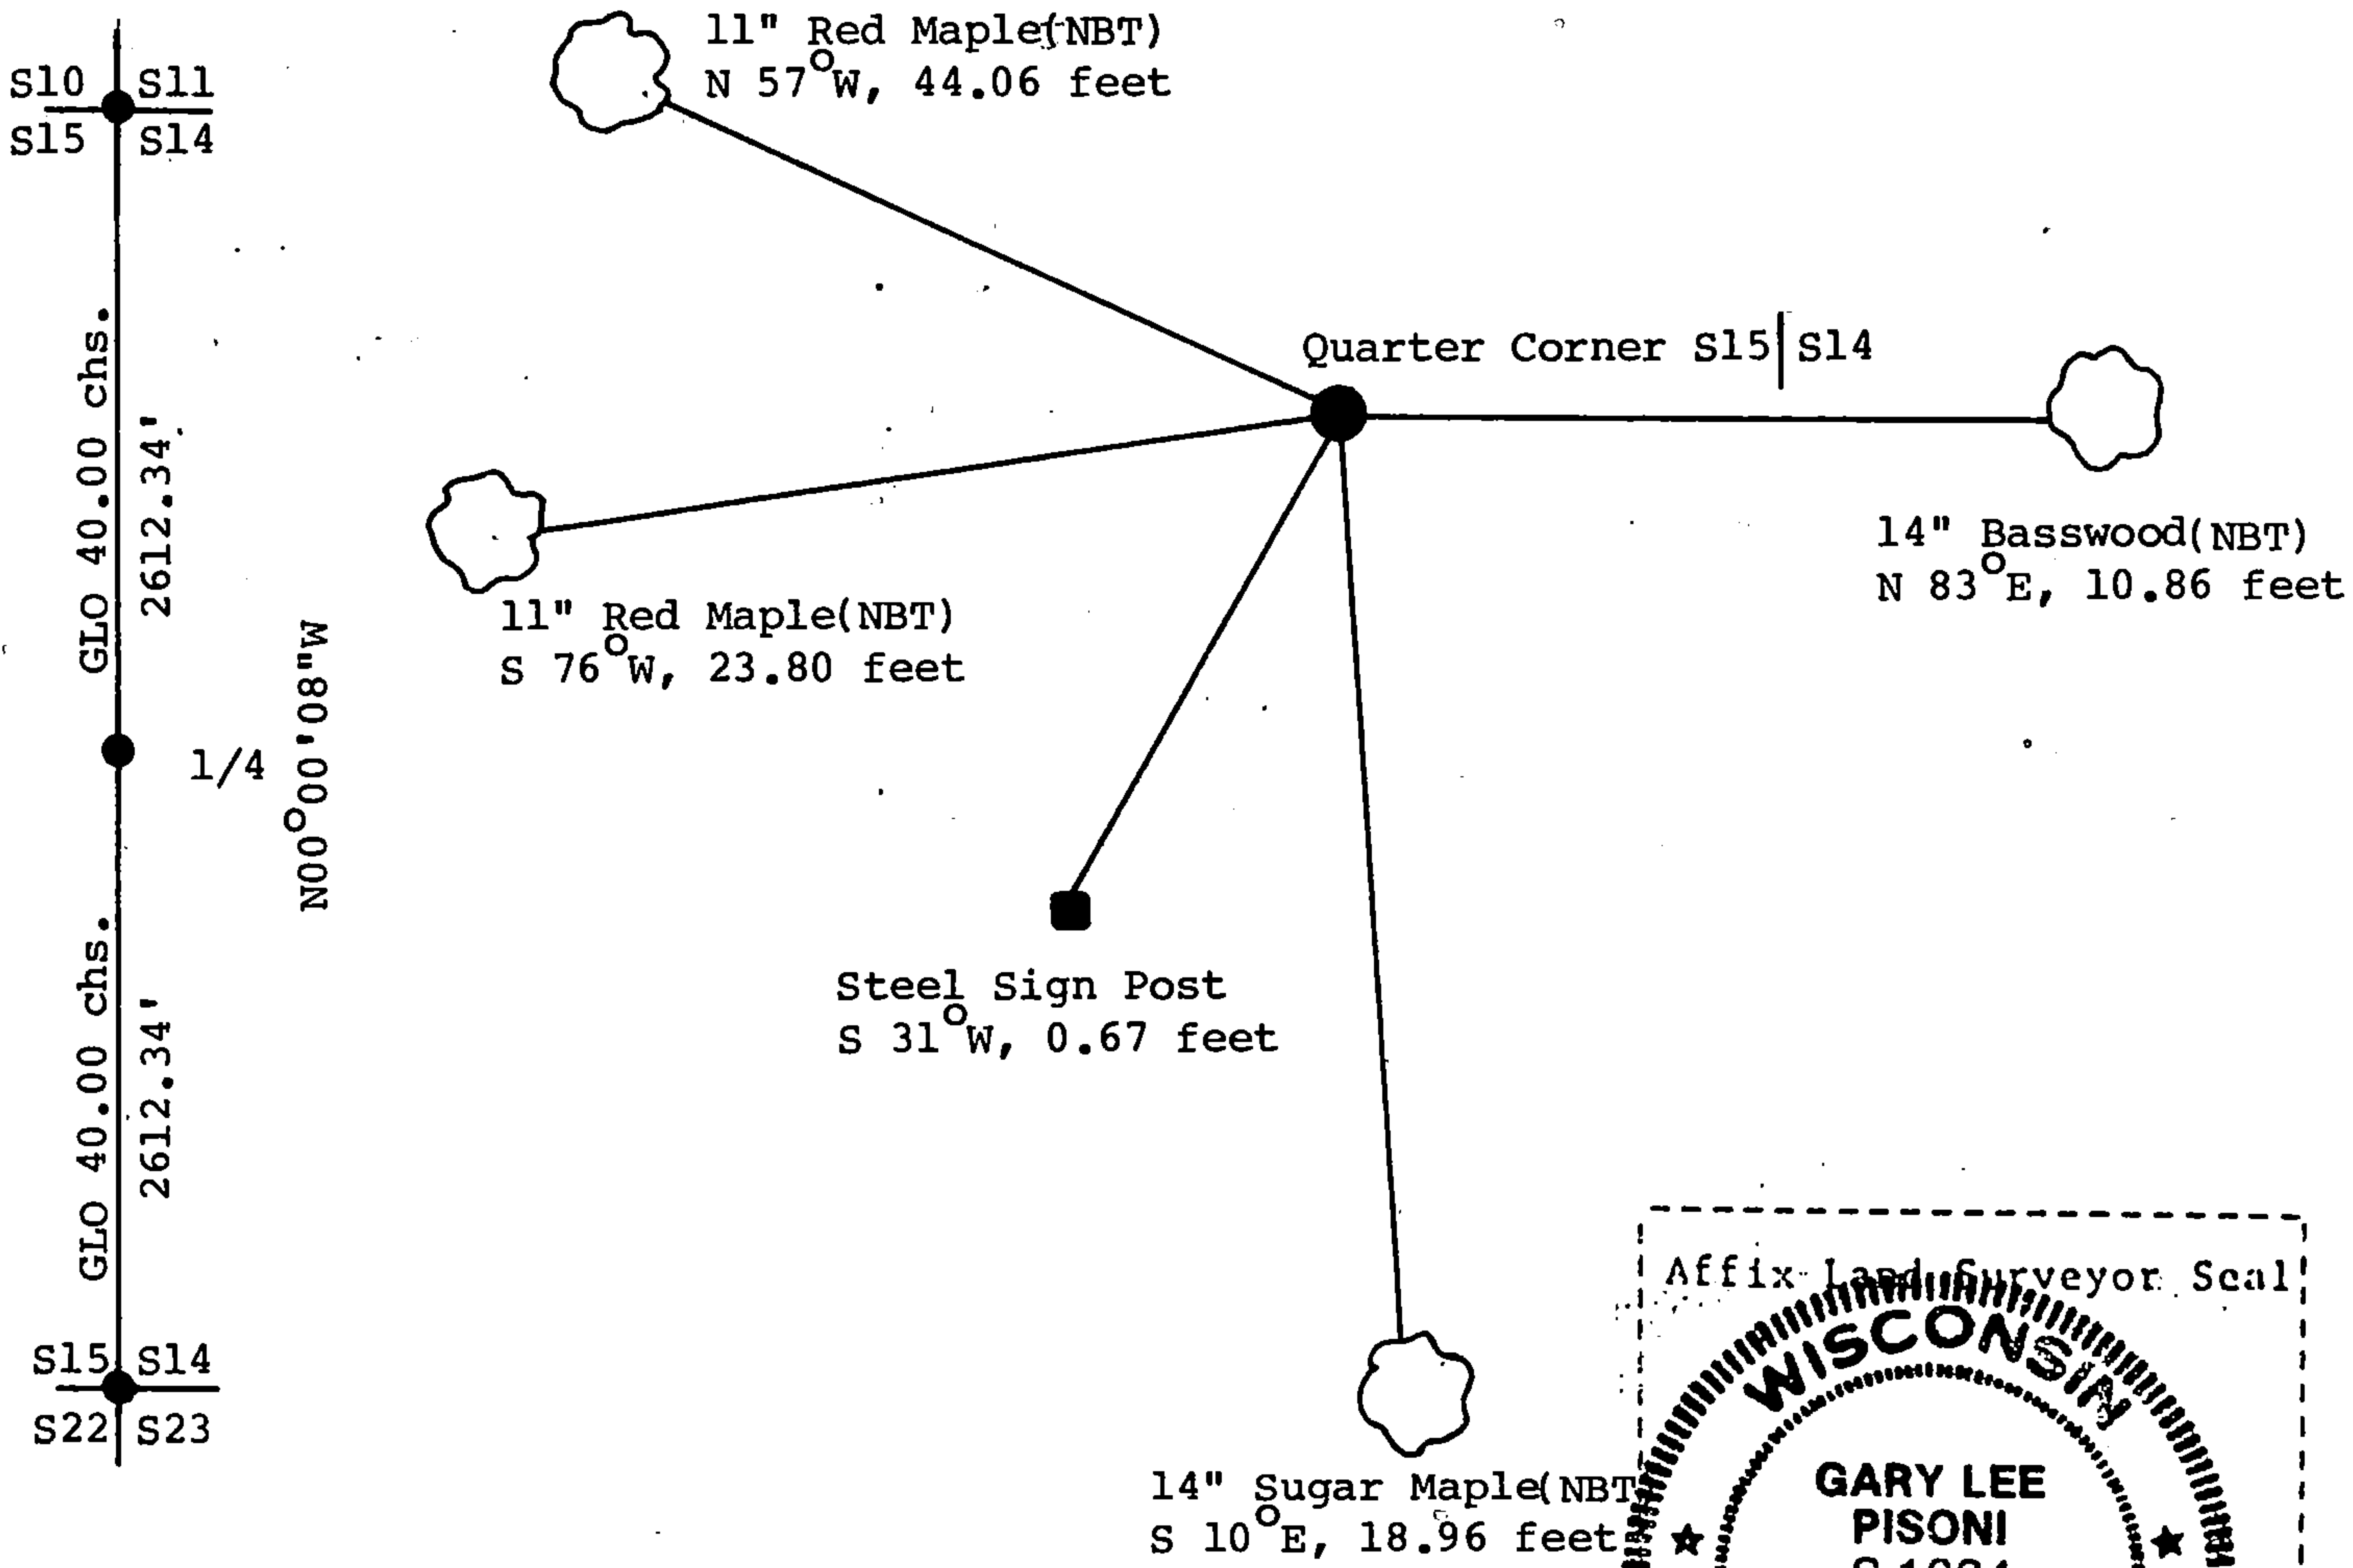 11" Red Maple(NBT)
N 57°W, 44.06 feet
S10 S11
S15 S14
Quarter Corner S15|S14
GLO 40.00 chs.
2612.34'
14" Basswood(NBT)
N 83°E, 10.86 feet
11" Red Maple(NBT)
S 76°W, 23.80 feet
1/4
N00°00'08"W
Steel Sign Post
S 31°W, 0.67 feet
GLO 40.00 chs.
2612.34'
Affix Land Surveyor Seal
WISCONSIN
S15 S14
S22 S23
14" Sugar Maple(NBT
S 10°E, 18.96 feet
GARY LEE
PISONI